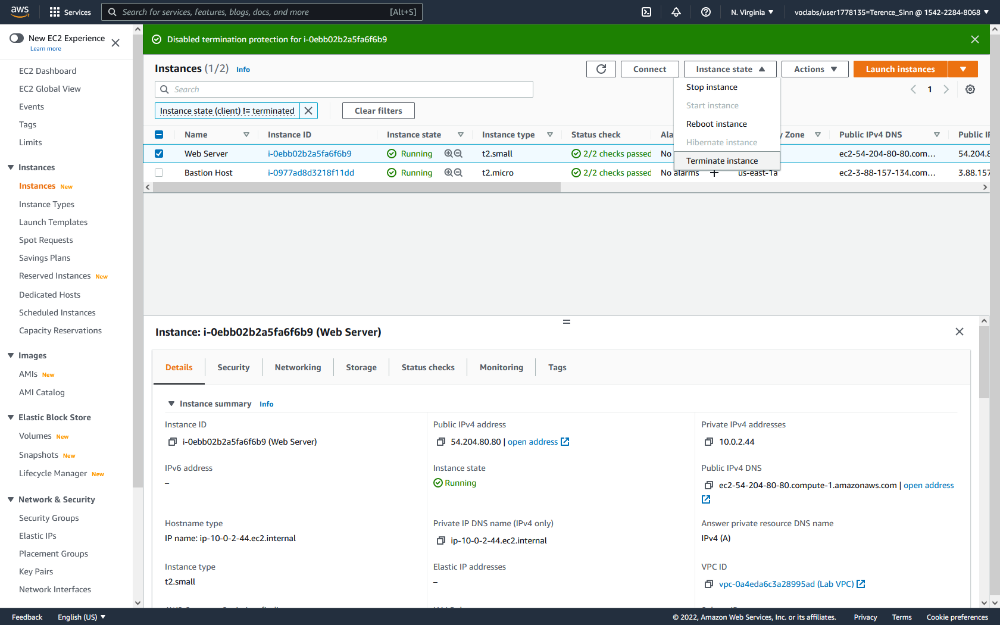 aws
Services
Search for services, features, blogs, docs, and more
[Alt+S]
N. Virginia
voclabs/user1778135=Terence_Sinn @ 1542-2284-8068
New EC2 Experience
Learn more
EC2 Dashboard
EC2 Global View
Events
Tags
Limits
Instances
Instances New
Instance Types
Launch Templates
Spot Requests
Savings Plans
Reserved Instances New
Dedicated Hosts
Scheduled Instances
Capacity Reservations
Images
AMIs New
AMI Catalog
Elastic Block Store
Volumes New
Snapshots New
Lifecycle Manager New
Network & Security
Security Groups
Elastic IPs
Placement Groups
Key Pairs
Network Interfaces
Disabled termination protection for i-0ebb02b2a5fa6f6b9
Instances (1/2) Info
Connect
Instance state
Actions
Launch instances
Search
1
Instance state (client) != terminated
Clear filters
Stop instance
Start instance
Reboot instance
Hibernate instance
Terminate instance
Name Instance ID Instance state Instance type Status check Ala y Zone Public IPv4 DNS Public IP
Web Server i-0ebb02b2a5fa6f6b9 Running t2.small 2/2 checks passed No ec2-54-204-80-80.com... 54.204.8
Bastion Host i-0977ad8d3218f11dd Running t2.micro 2/2 checks passed No alarms us-east-1a ec2-3-88-157-134.com... 3.88.157
Instance: i-0ebb02b2a5fa6f6b9 (Web Server)
Details Security Networking Storage Status checks Monitoring Tags
Instance summary Info
Instance ID
i-0ebb02b2a5fa6f6b9 (Web Server)
Public IPv4 address
54.204.80.80 | open address
Private IPv4 addresses
10.0.2.44
IPv6 address
–
Instance state
Running
Public IPv4 DNS
ec2-54-204-80-80.compute-1.amazonaws.com | open address
Hostname type
IP name: ip-10-0-2-44.ec2.internal
Private IP DNS name (IPv4 only)
ip-10-0-2-44.ec2.internal
Answer private resource DNS name
IPv4 (A)
Instance type
t2.small
Elastic IP addresses
–
VPC ID
vpc-0a4eda6c3a28995ad (Lab VPC)
Feedback
English (US)
© 2022, Amazon Web Services, Inc. or its affiliates.
Privacy
Terms
Cookie preferences